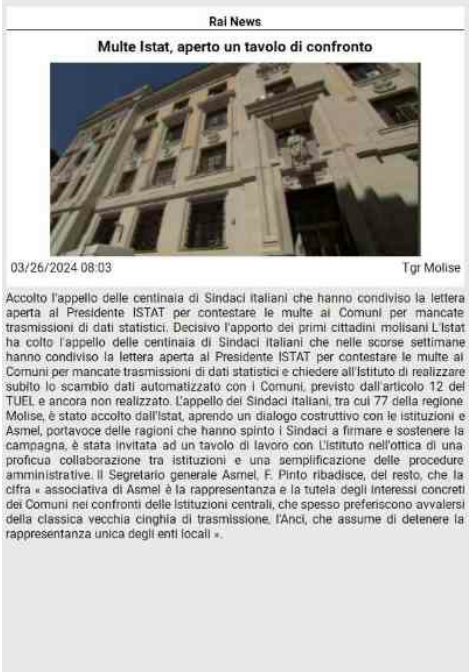 Rai News
Multe Istat, aperto un tavolo di confronto
03/26/2024 08:03 Tgr Molise
Accolto l'appello delle centinaia di Sindaci italiani che hanno condiviso la lettera
aperta al Presidente ISTAT per contestare le multe ai Comuni per mancate
trasmissioni di dati statistici. Decisivo l'apporto dei primi cittadini molisani L'Istat
ha colto l'appello delle centinaia di Sindaci italiani che nelle scorse settimane
hanno condiviso la lettera aperta al Presidente ISTAT per contestare le multe ai
Comuni per mancate trasmissioni di dati statistici e chiedere all'Istituto di realizzare
subito lo scambio dati automatizzato con i Comuni, previsto dall'articolo 12 del
TUEL e ancora non realizzato. L'appello dei Sindaci italiani, tra cui 77 della regione
Molise, è stato accolto dall'Istat, aprendo un dialogo costruttivo con le istituzioni e
Asmel, portavoce delle ragioni che hanno spinto i Sindaci a firmare e sostenere la
campagna, è stata invitata ad un tavolo di lavoro con L'Istituto nell'ottica di una
proficua collaborazione tra istituzioni e una semplificazione delle procedure
amministrative. Il Segretario generale Asmel, F. Pinto ribadisce, del resto, che la
cifra « associativa di Asmel è la rappresentanza e la tutela degli interessi concreti
dei Comuni nei confronti delle Istituzioni centrali, che spesso preferiscono avvalersi
della classica vecchia cinghia di trasmissione, l'Anci, che assume di detenere la
rappresentanza unica degli enti locali ».